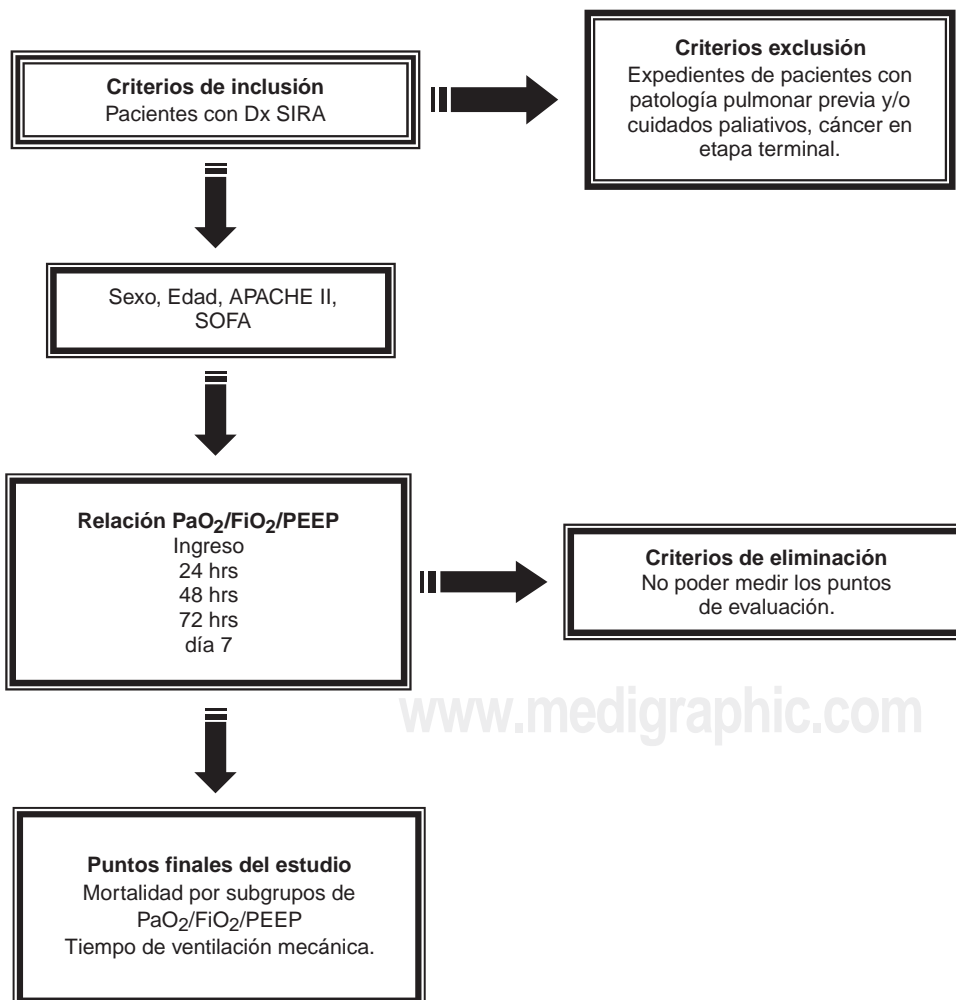 Criterios de inclusión
Pacientes con Dx SIRA
Criterios exclusión
Expedientes de pacientes con
patología pulmonar previa y/o
cuidados paliativos, cáncer en
etapa terminal.
Sexo, Edad, APACHE II,
SOFA
Relación PaO2/FiO2/PEEP
Ingreso
24 hrs
48 hrs
72 hrs
día 7
Criterios de eliminación
No poder medir los puntos
de evaluación.
www.medigraphic.com
Puntos finales del estudio
Mortalidad por subgrupos de
PaO2/FiO2/PEEP
Tiempo de ventilación mecánica.